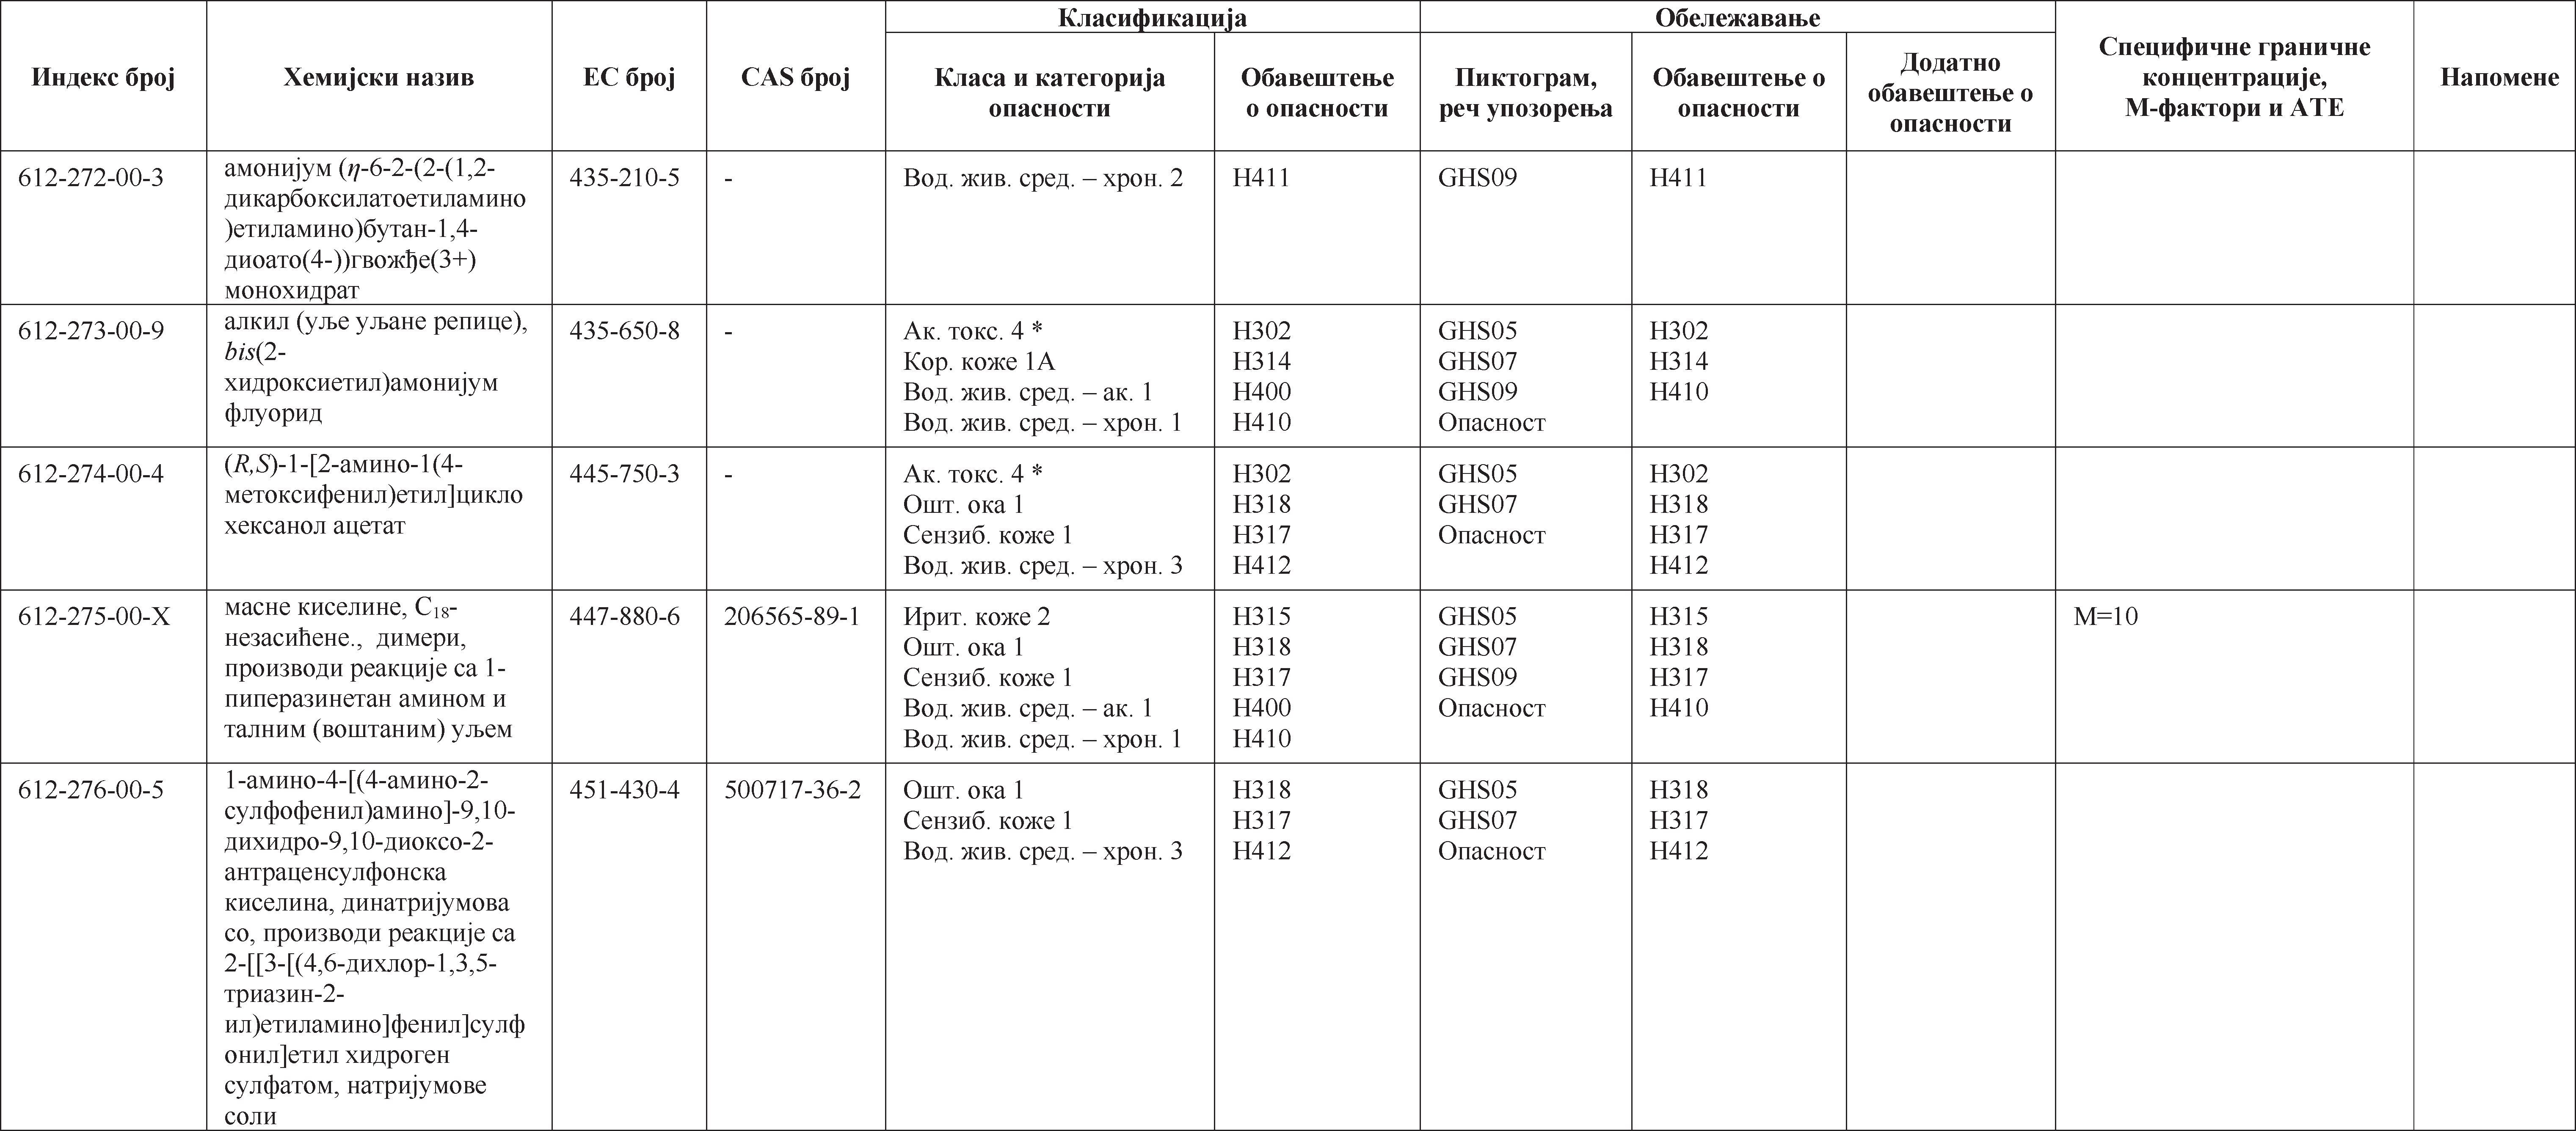 Индекс број
Хемијски назив
ЕС број
CAS број
Класификација
Класа и категорија
опасности
Обавештење
о опасности
Обележавање
Пиктограм,
реч упозорења
Обавештење о
опасности
Додатно
обавештење о
опасности
Специфичне граничне
концентрације,
М-фактори и АТЕ
Напомене
612-272-00-3
амонијум (η-6-2-(2-(1,2-
дикарбоксилатоетиламино
)етиламино)бутан-1,4-
диоато(4-))гвожђе(3+)
монохидрат
435-210-5
-
Вод. жив. сред. – хрон. 2
H411
GHS09
H411
612-273-00-9
алкил (уље уљане репице),
bis(2-
хидроксиетил)амонијум
флуорид
435-650-8
-
Ак. токс. 4 *
Кор. коже 1А
Вод. жив. сред. – ак. 1
Вод. жив. сред. – хрон. 1
H302
H314
H400
H410
GHS05
GHS07
GHS09
Опасност
H302
H314
H410
612-274-00-4
(R,S)-1-[2-амино-1(4-
метоксифенил)етил]цикло
хексанол ацетат
445-750-3
-
Ак. токс. 4 *
Ошт. ока 1
Сензиб. коже 1
Вод. жив. сред. – хрон. 3
H302
H318
H317
H412
GHS05
GHS07
Опасност
H302
H318
H317
H412
612-275-00-X
масне киселине, C₁₈-
незасићене., димери,
производи реакције са 1-
пиперазинетан амином и
талним (воштаним) уљем
447-880-6
206565-89-1
Ирит. коже 2
Ошт. ока 1
Сензиб. коже 1
Вод. жив. сред. – ак. 1
Вод. жив. сред. – хрон. 1
H315
H318
H317
H400
H410
GHS05
GHS07
GHS09
Опасност
H315
H318
H317
H410
M=10
612-276-00-5
1-амино-4-[(4-амино-2-
сулфофенил)амино]-9,10-
дихидро-9,10-диоксо-2-
антраценсулфонска
киселина, динатријумова
со, производи реакције са
2-[[3-[(4,6-дихлор-1,3,5-
триазин-2-
ил)етиламино]фенил]сулф
онил]етил хидроген
сулфатом, натријумове
соли
451-430-4
500717-36-2
Ошт. ока 1
Сензиб. коже 1
Вод. жив. сред. – хрон. 3
H318
H317
H412
GHS05
GHS07
Опасност
H318
H317
H412